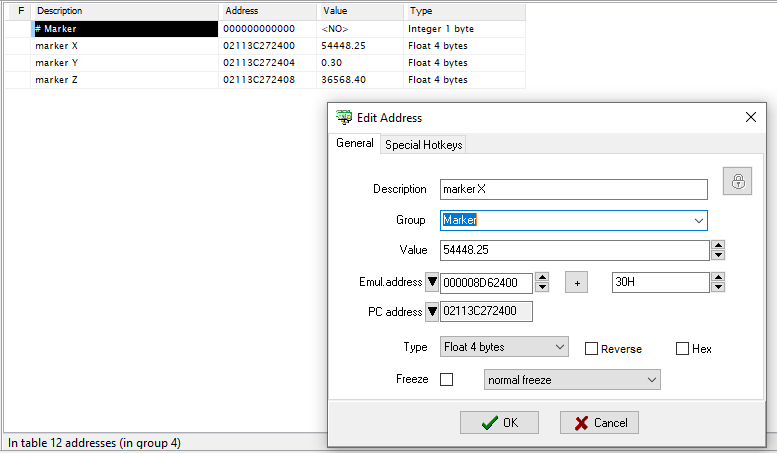 F Description Address Value Type
# Marker 000000000000 <NO> Integer 1 byte
marker X 02113C272400 54448.25 Float 4 bytes
marker Y 02113C272404 0.30 Float 4 bytes
marker Z 02113C272408 36568.40 Float 4 bytes
Edit Address
General Special Hotkeys
Description marker X
Group Marker
Value 54448.25
Emul.address 000008D62400 + 30H
PC address 02113C272400
Type Float 4 bytes Reverse Hex
Freeze normal freeze
OK Cancel
In table 12 addresses (in group 4)